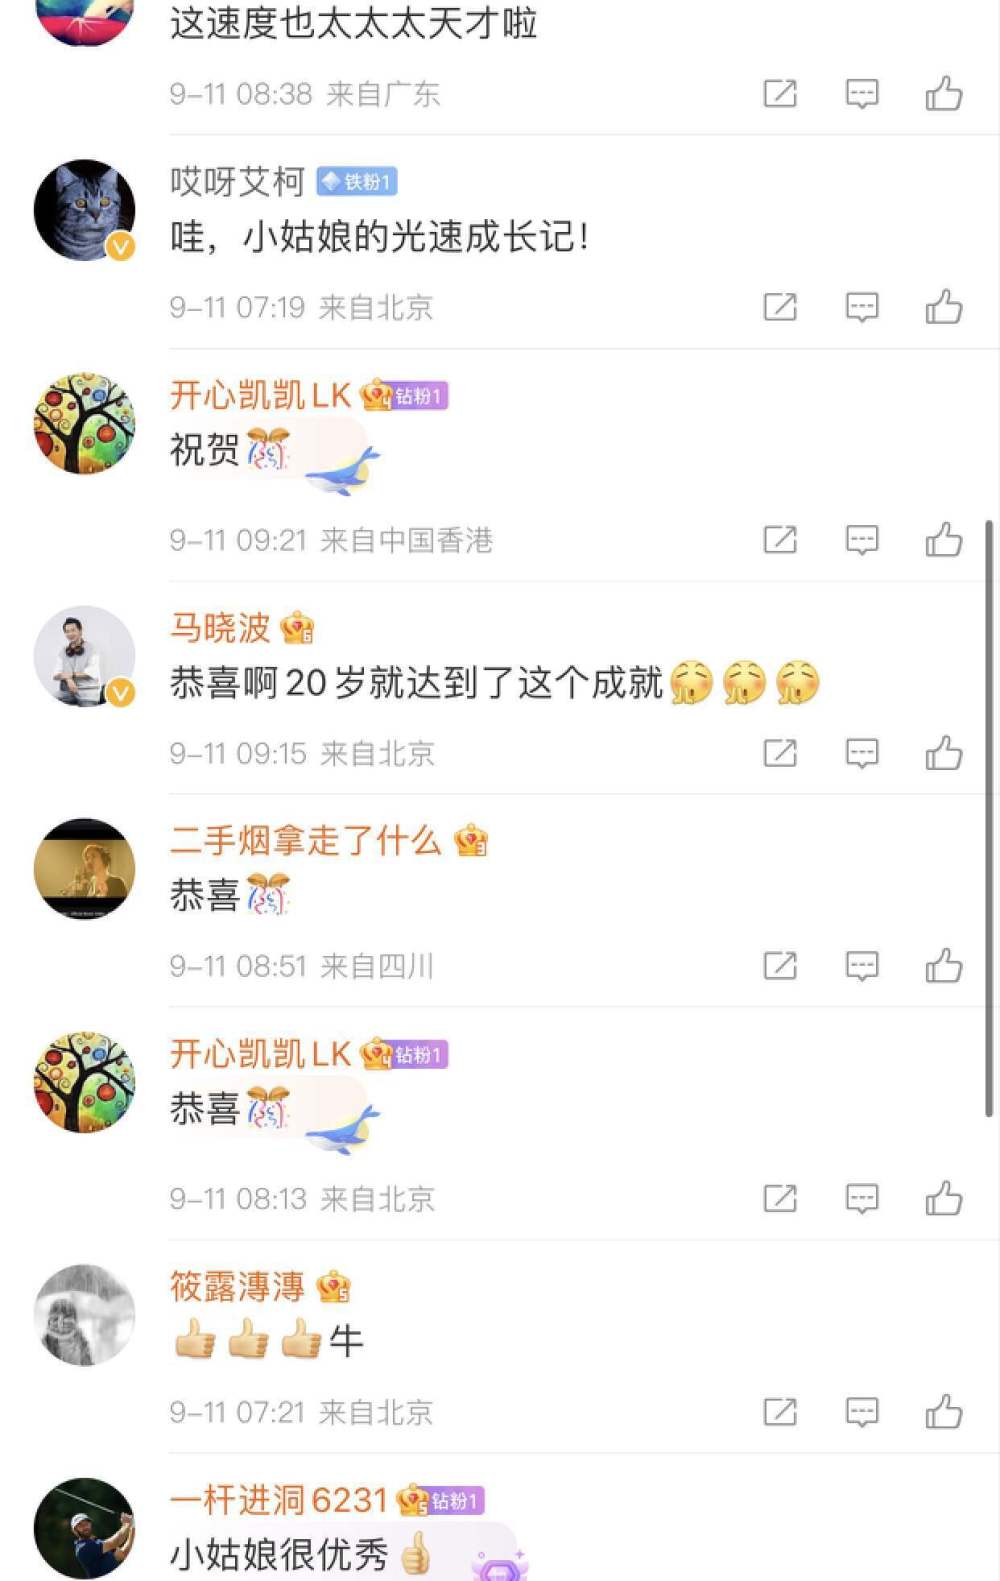 这速度也太太太天才啦
9-11 08:38 来自广东
哎呀艾柯 铁粉1
哇，小姑娘的光速成长记！
9-11 07:19 来自北京
开心凯凯LK 4 钻粉1
祝贺
9-11 09:21 来自中国香港
马晓波 6
恭喜啊20岁就达到了这个成就
9-11 09:15 来自北京
二手烟拿走了什么 3
恭喜
9-11 08:51 来自四川
开心凯凯LK 4 钻粉1
恭喜
9-11 08:13 来自北京
筱露漙漙 5
牛
9-11 07:21 来自北京
一杆进洞6231 5 钻粉1
小姑娘很优秀